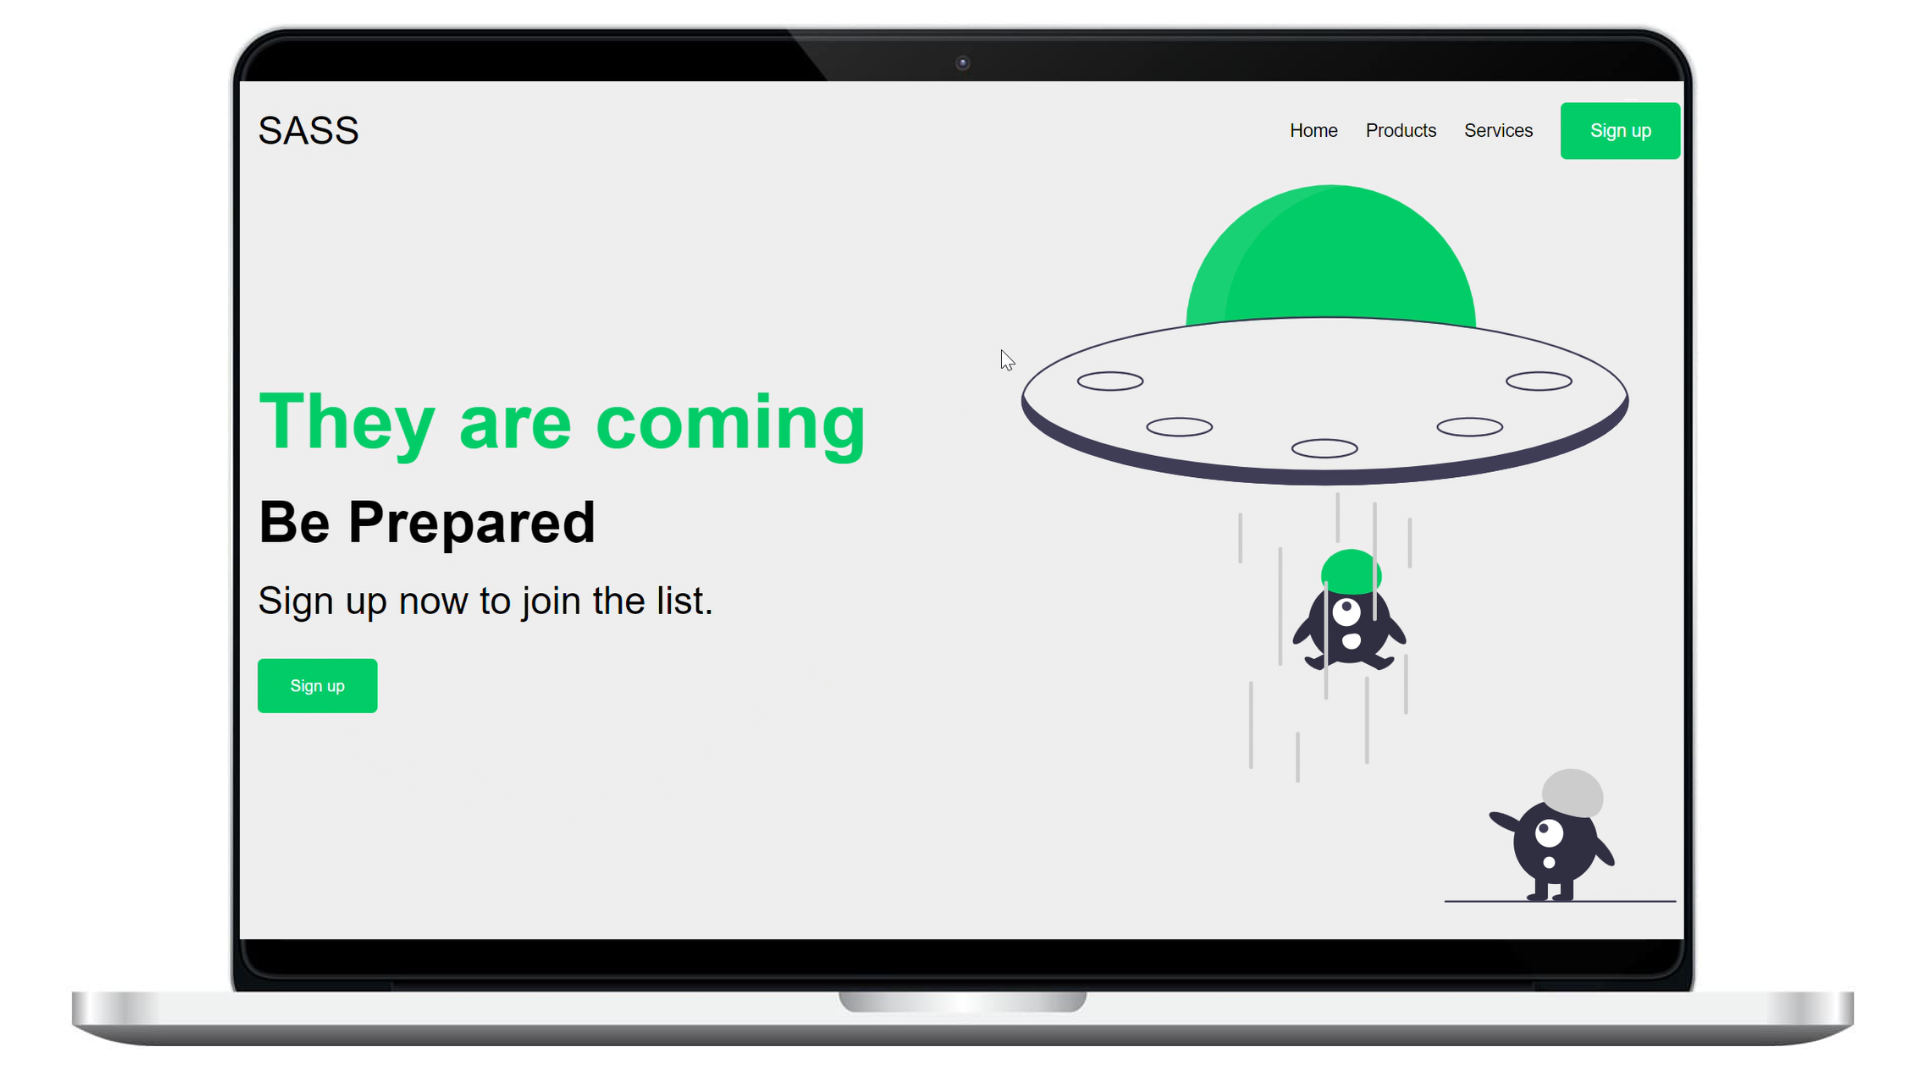 SASS
Home Products Services Sign up
They are coming
Be Prepared
Sign up now to join the list.
Sign up